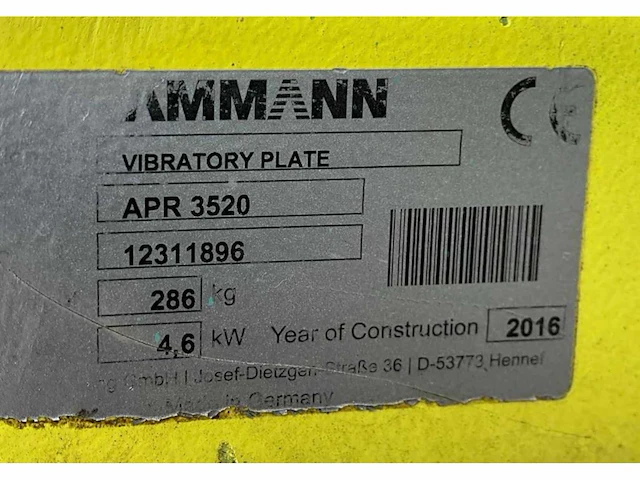 AMMANN
CE
VIBRATORY PLATE
APR 3520
12311896
286 kg
4,6 kW Year of Construction 2016
GmbH | Josef-Dietzgen-Straße 36 | D-53773 Hennef
Made in Germany